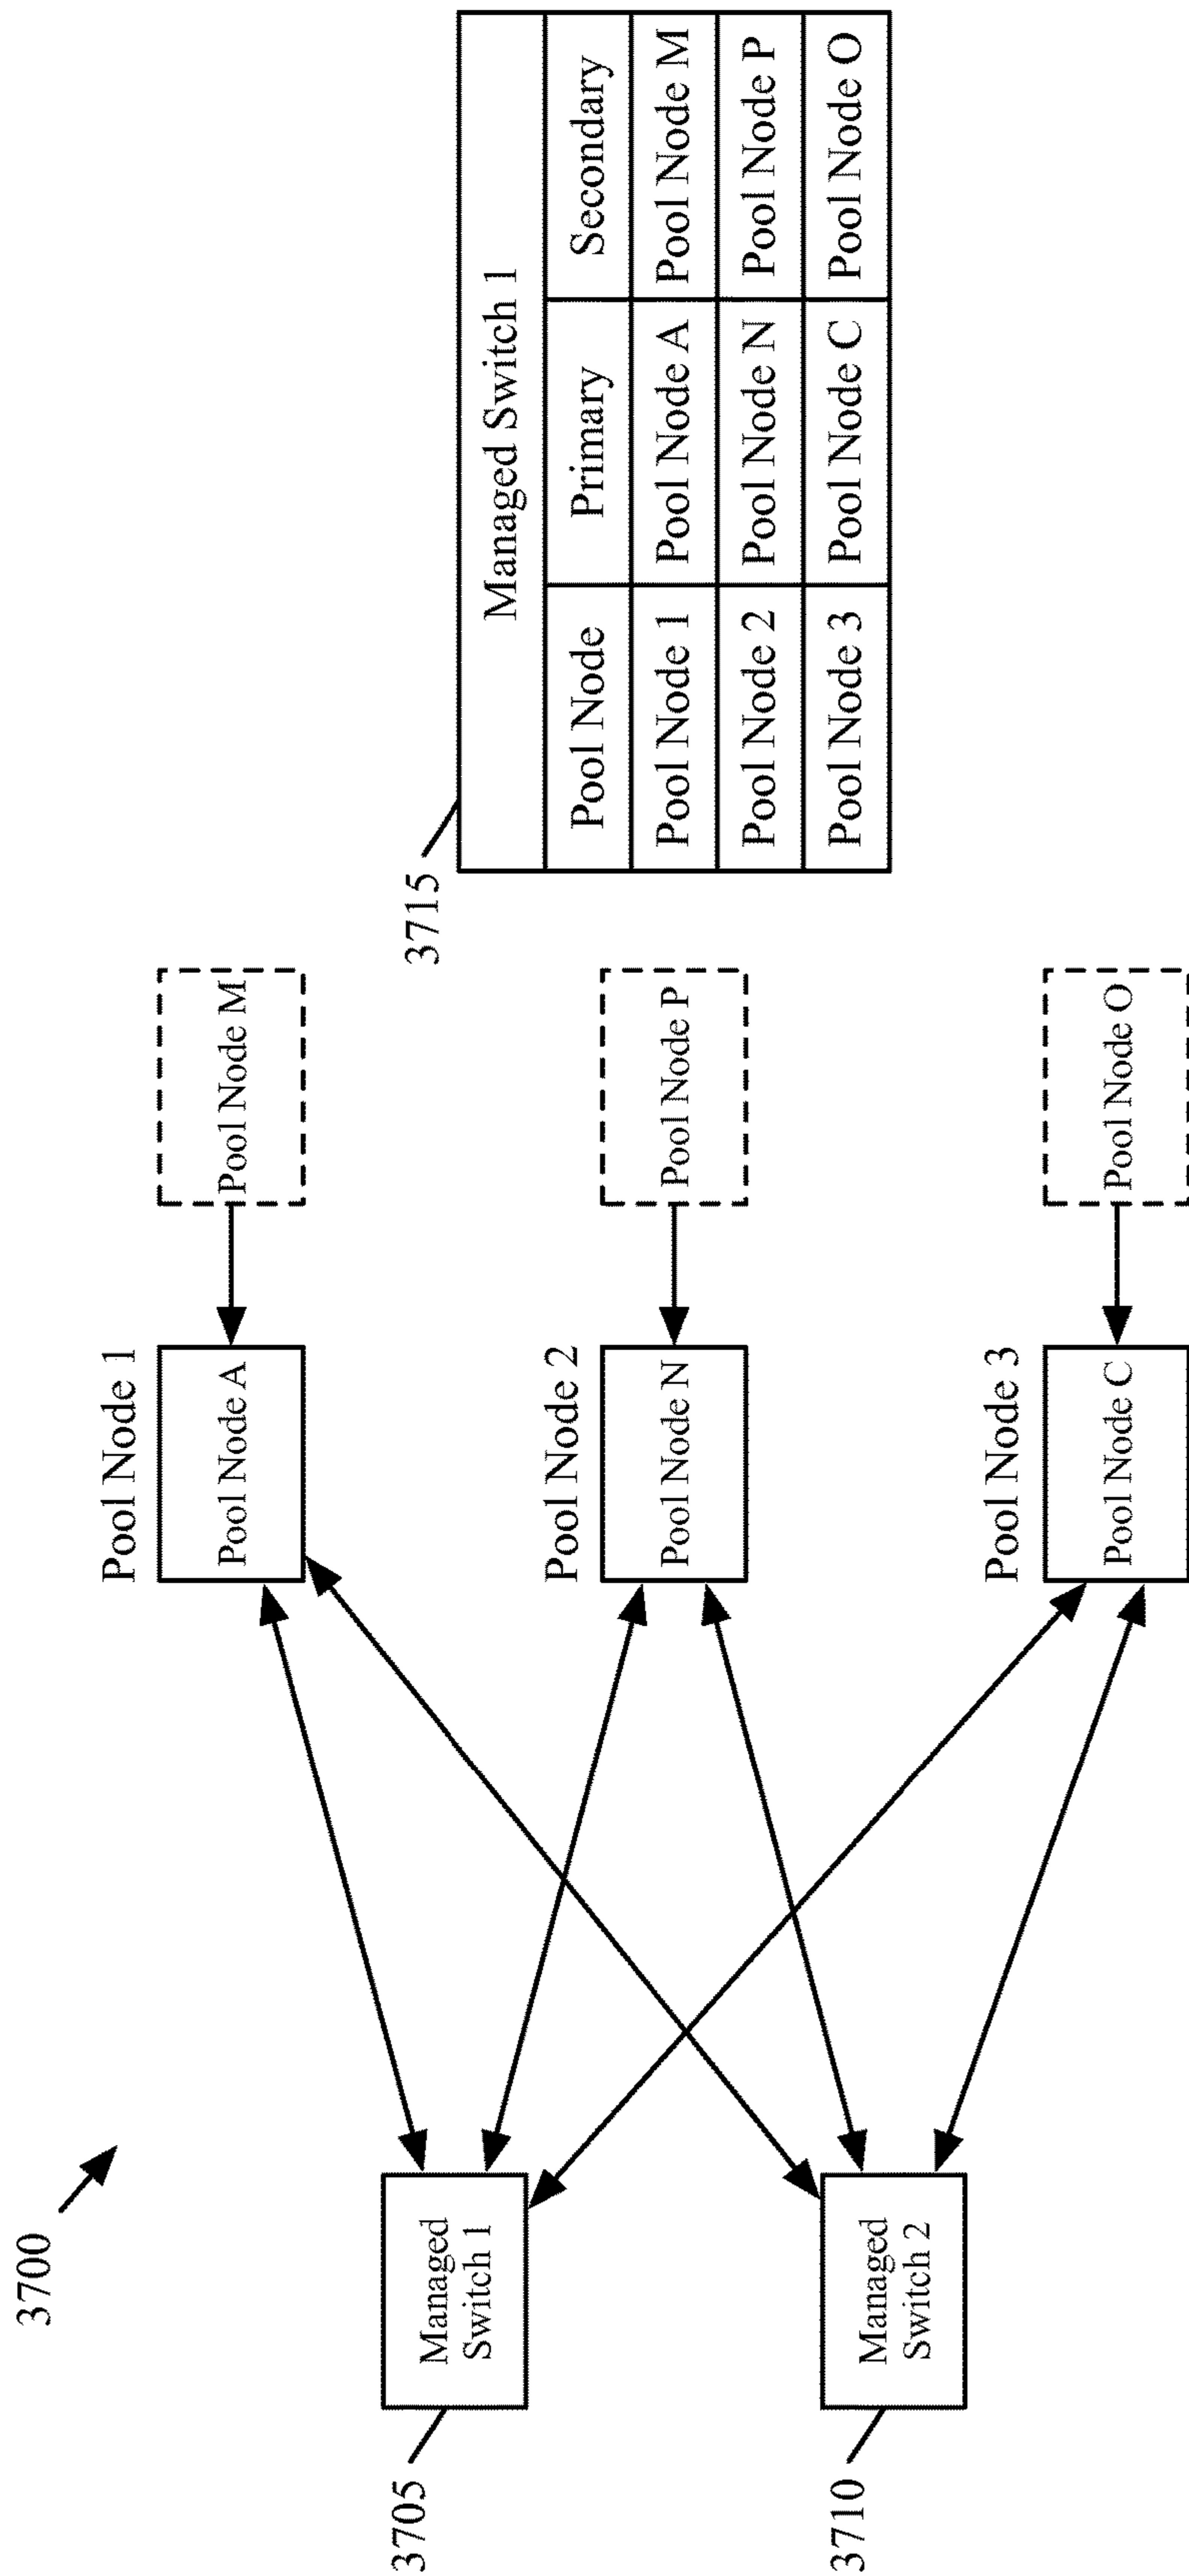 3700
3705
Managed
Switch 1
3710
Managed
Switch 2
Pool Node 1
Pool Node A
Pool Node M
Pool Node 2
Pool Node N
Pool Node P
Pool Node 3
Pool Node C
Pool Node O
3715
Managed Switch 1
Pool Node Primary Secondary
Pool Node 1 Pool Node A Pool Node M
Pool Node 2 Pool Node N Pool Node P
Pool Node 3 Pool Node C Pool Node O